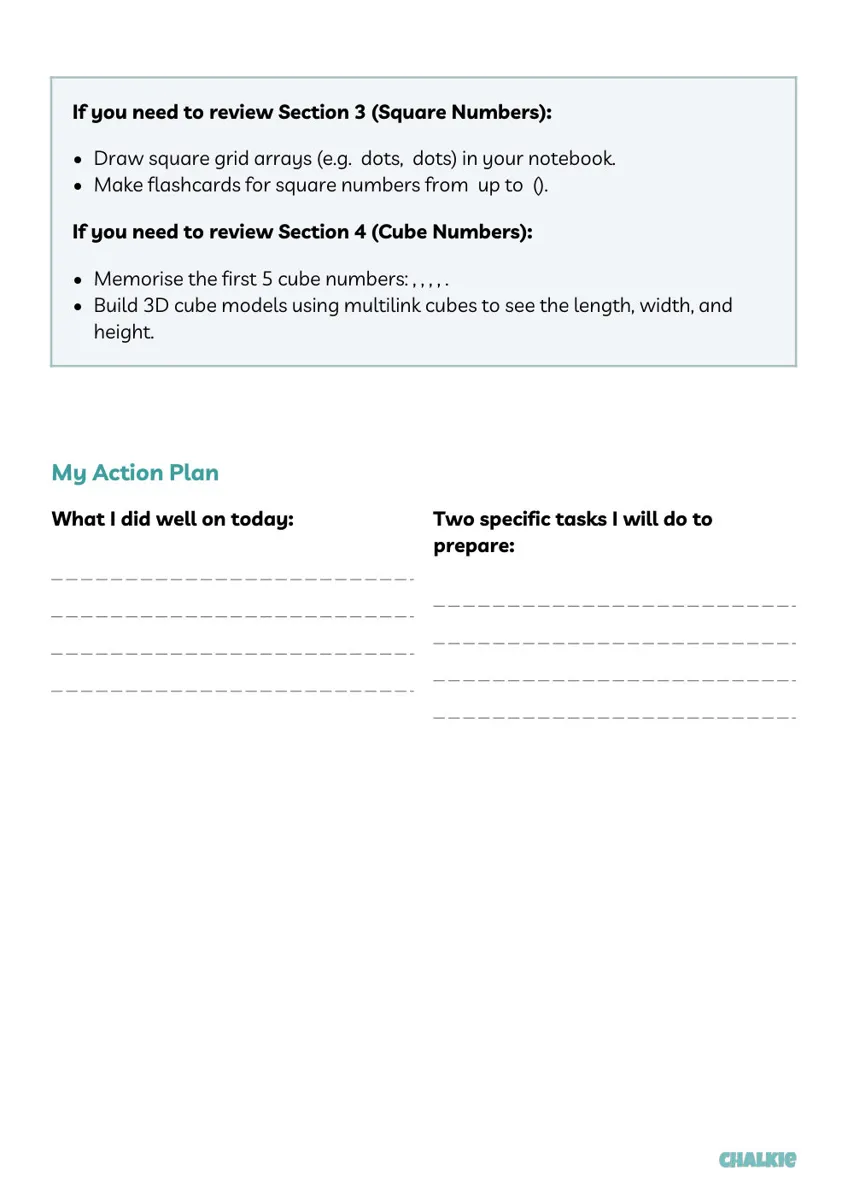 If you need to review Section 3 (Square Numbers):
• Draw square grid arrays (e.g.  dots,  dots) in your notebook.
• Make flashcards for square numbers from  up to  ().
If you need to review Section 4 (Cube Numbers):
• Memorise the first 5 cube numbers: , , , , .
• Build 3D cube models using multilink cubes to see the length, width, and
height.
My Action Plan
What I did well on today:
Two specific tasks I will do to
prepare:
CHALKIE